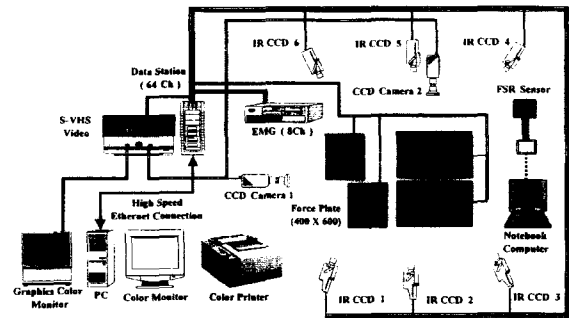 IR CCD 6
IR CCD 5
IR CCD 4
Data Station
( 64 Ch )
CCD Camera 2
FSR Sensor
S-VHS
Video
EMG ( 8Ch )
CCD Camera 1
High Speed
Ethernet Connection
Force Plate
(400 X 600)
Notebook
Computer
Graphics Color
Monitor
PC
Color Monitor
Color Printer
IR CCD 1
IR CCD 2
IR CCD 3